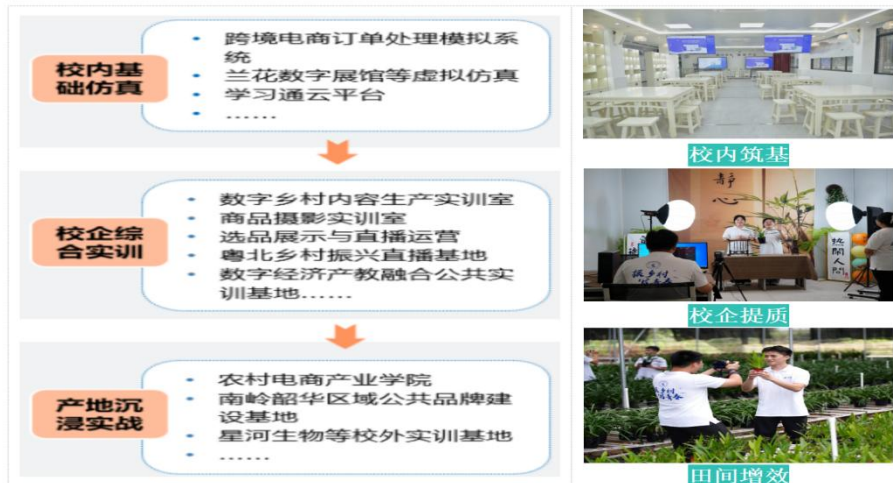 校内基
础仿真
跨境电商订单处理模拟系
统
兰花数字展馆等虚拟仿真
学习通云平台
……
校企综
合实训
数字乡村内容生产实训室
商品摄影实训室
选品展示与直播运营
粤北乡村振兴直播基地
数字经济产教融合公共实
训基地……
产地沉
浸实战
农村电商产业学院
南岭韶华区域公共品牌建
设基地
星河生物等校外实训基地
……
校内筑基
静
心
热闹人间
校企提质
田间增效